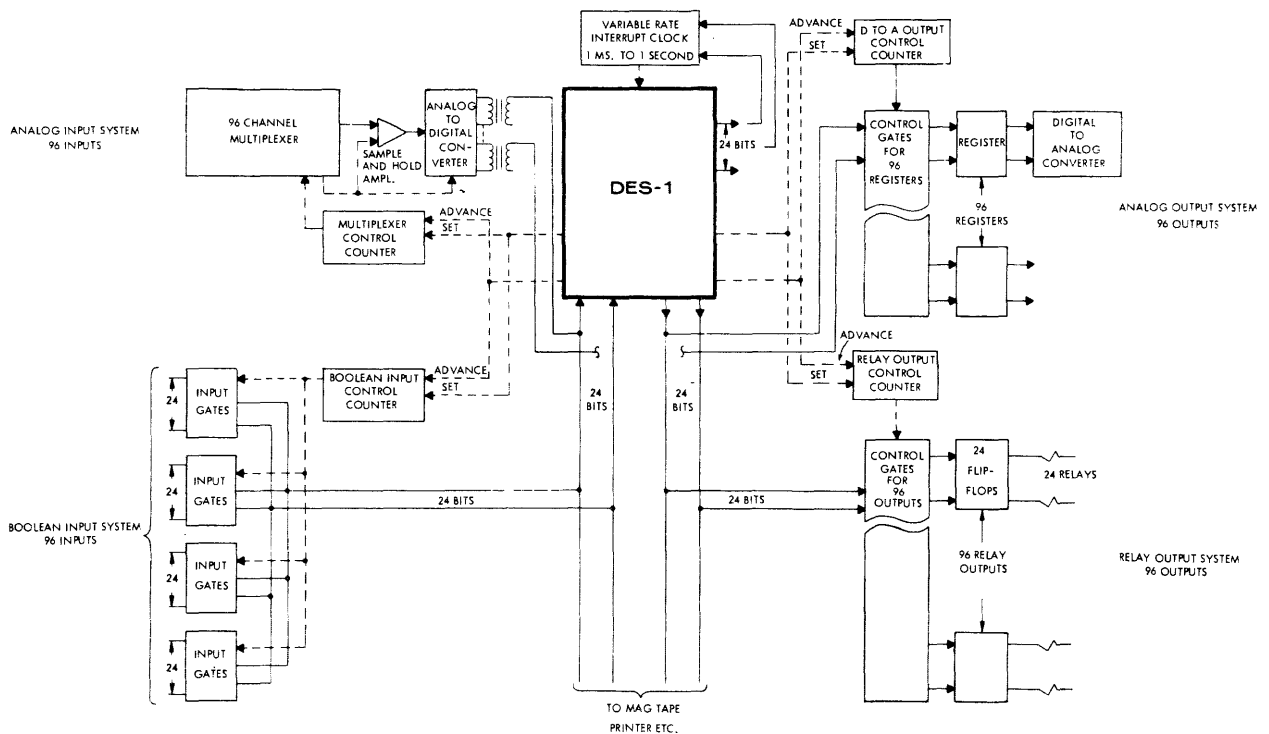 VARIABLE RATE
INTERRUPT CLOCK
1 MS. TO 1 SECOND
ADVANCE
SET
D TO A OUTPUT
CONTROL
COUNTER
ANALOG INPUT SYSTEM
96 INPUTS
96 CHANNEL
MULTIPLEXER
SAMPLE
AND HOLD
AMPL.
ANALOG
TO
DIGITAL
CON-
VERTER
24 BITS
DES-1
CONTROL
GATES
FOR
96
REGISTERS
REGISTER
DIGITAL
TO
ANALOG
CONVERTER
96
REGISTERS
ANALOG OUTPUT SYSTEM
96 OUTPUTS
MULTIPLEXER
CONTROL
COUNTER
ADVANCE
SET
ADVANCE
SET
RELAY OUTPUT
CONTROL
COUNTER
BOOLEAN INPUT
CONTROL
COUNTER
ADVANCE
SET
24
BITS
24
BITS
24
INPUT
GATES
24
INPUT
GATES
24 BITS
24 BITS
CONTROL
GATES
FOR
96
OUTPUTS
24
FLIP-
FLOPS
24 RELAYS
BOOLEAN INPUT SYSTEM
96 INPUTS
24
INPUT
GATES
96 RELAY
OUTPUTS
RELAY OUTPUT SYSTEM
96 OUTPUTS
24
INPUT
GATES
TO MAG TAPE
PRINTER ETC.